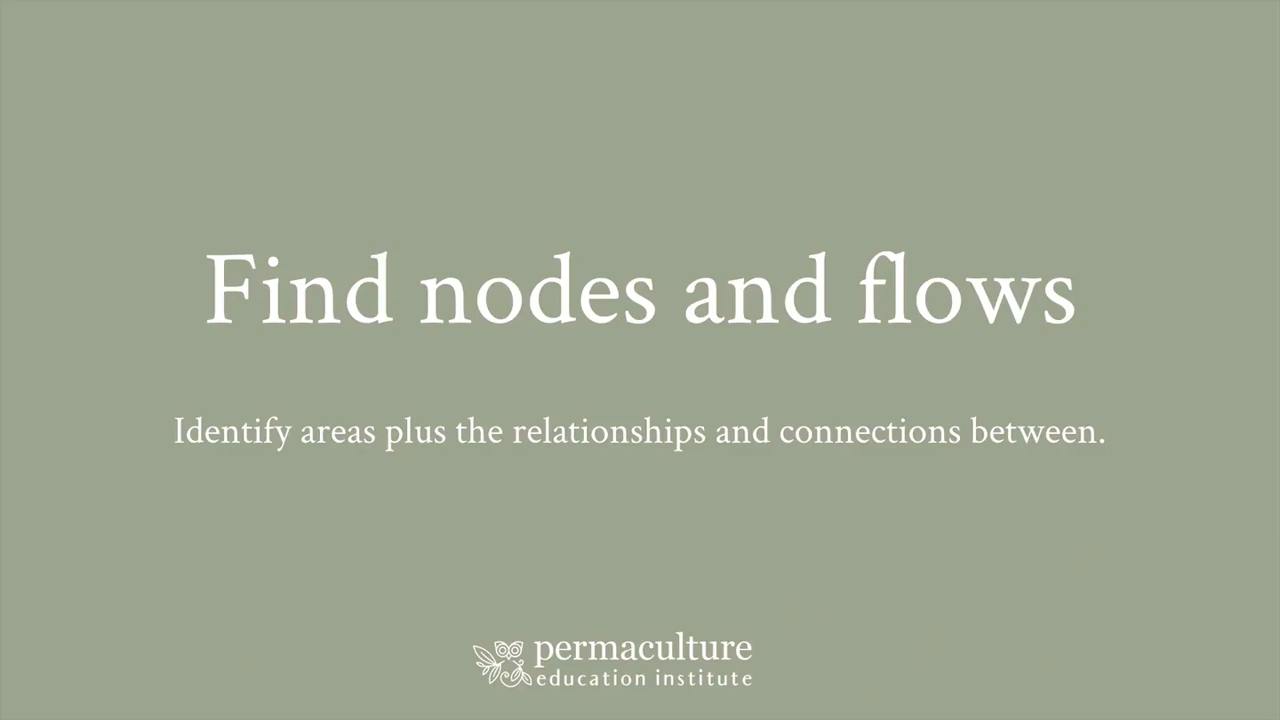 Find nodes and flows
Identify areas plus the relationships and connections between.
permaculture
education institute